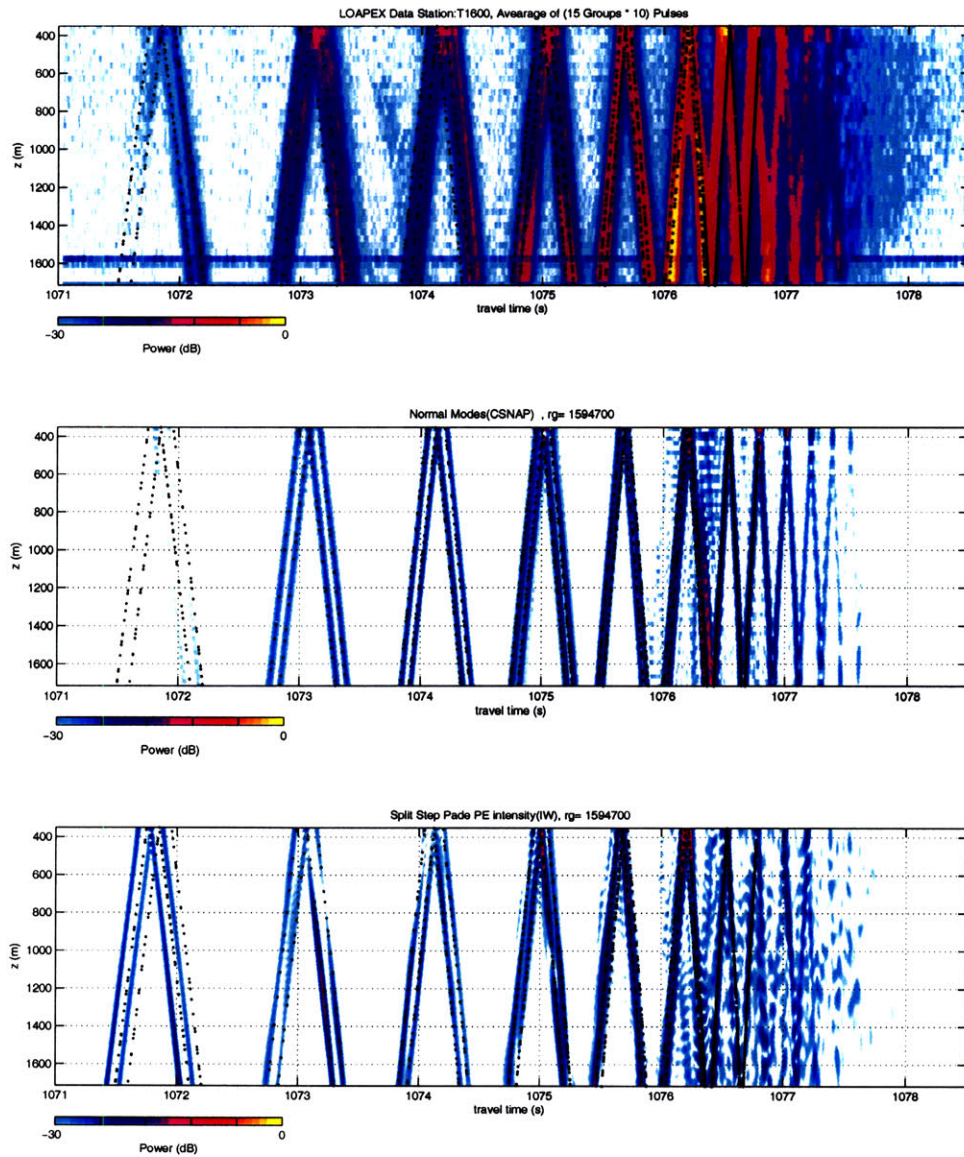 LOAPEX Data Station:T1600, Avearage of (15 Groups * 10) Pulses
z (m)
400
600
800
1000
1200
1400
1600
1071 1072 1073 1074 1075 1076 1077 1078
travel time (s)
−30 0
Power (dB)
Normal Modes(CSNAP) , rg= 1594700
z (m)
400
600
800
1000
1200
1400
1600
1071 1072 1073 1074 1075 1076 1077 1078
travel time (s)
−30 0
Power (dB)
Split Step Pade PE intensity(IW), rg= 1594700
z (m)
400
600
800
1000
1200
1400
1600
1071 1072 1073 1074 1075 1076 1077 1078
travel time (s)
−30 0
Power (dB)